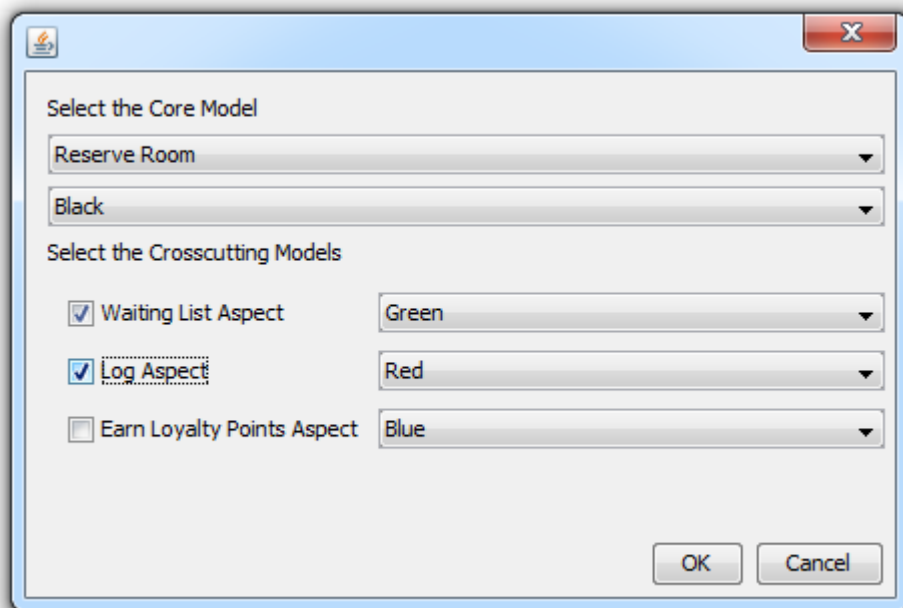 Select the Core Model
Reserve Room
Black
Select the Crosscutting Models
Waiting List Aspect Green
Log Aspect Red
Earn Loyalty Points Aspect Blue
OK Cancel